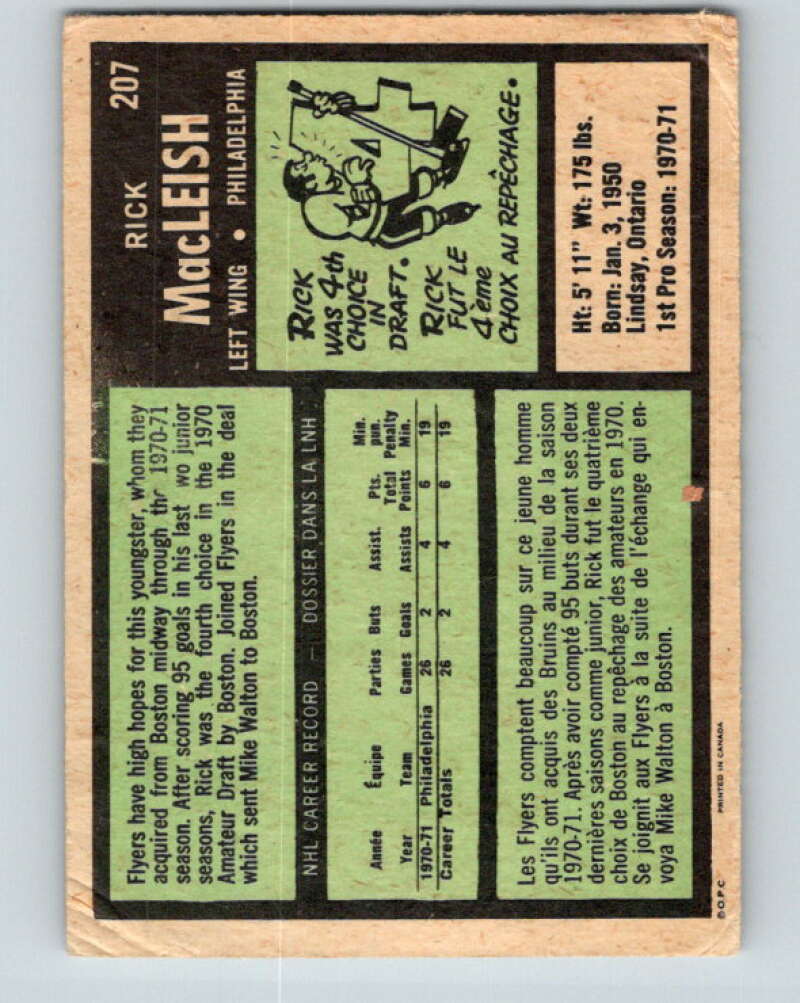 RICK 207
MacLEISH
LEFT WING • PHILADELPHIA
Flyers have high hopes for this youngster, whom they
acquired from Boston midway through the 1970-71
season. After scoring 95 goals in his last wo junior
seasons, Rick was the fourth choice in the 1970
Amateur Draft by Boston. Joined Flyers in the deal
which sent Mike Walton to Boston.
RICK
WAS 4th
CHOICE
IN
DRAFT.
RICK
FUT LE
4ème
CHOIX AU REPÊCHAGE.
4
NHL CAREER RECORD — DOSSIER DANS LA LNH
Année Équipe Parties Buts Assist. Pts. Total Min. pun.
Year Team Games Goals Assists Points Penalty Min.
1970-71 Philadelphia 26 2 4 6 19
Career Totals 26 2 4 6 19
Ht: 5' 11" Wt: 175 lbs.
Born: Jan. 3, 1950
Lindsay, Ontario
1st Pro Season: 1970-71
Les Flyers comptent beaucoup sur ce jeune homme
qu'ils ont acquis des Bruins au milieu de la saison
1970-71. Après avoir compté 95 buts durant ses deux
dernières saisons comme junior, Rick fut le quatrième
choix de Boston au repêchage des amateurs en 1970.
Se joignit aux Flyers à la suite de l'échange qui en-
voya Mike Walton à Boston.
©O.P.C. PRINTED IN CANADA